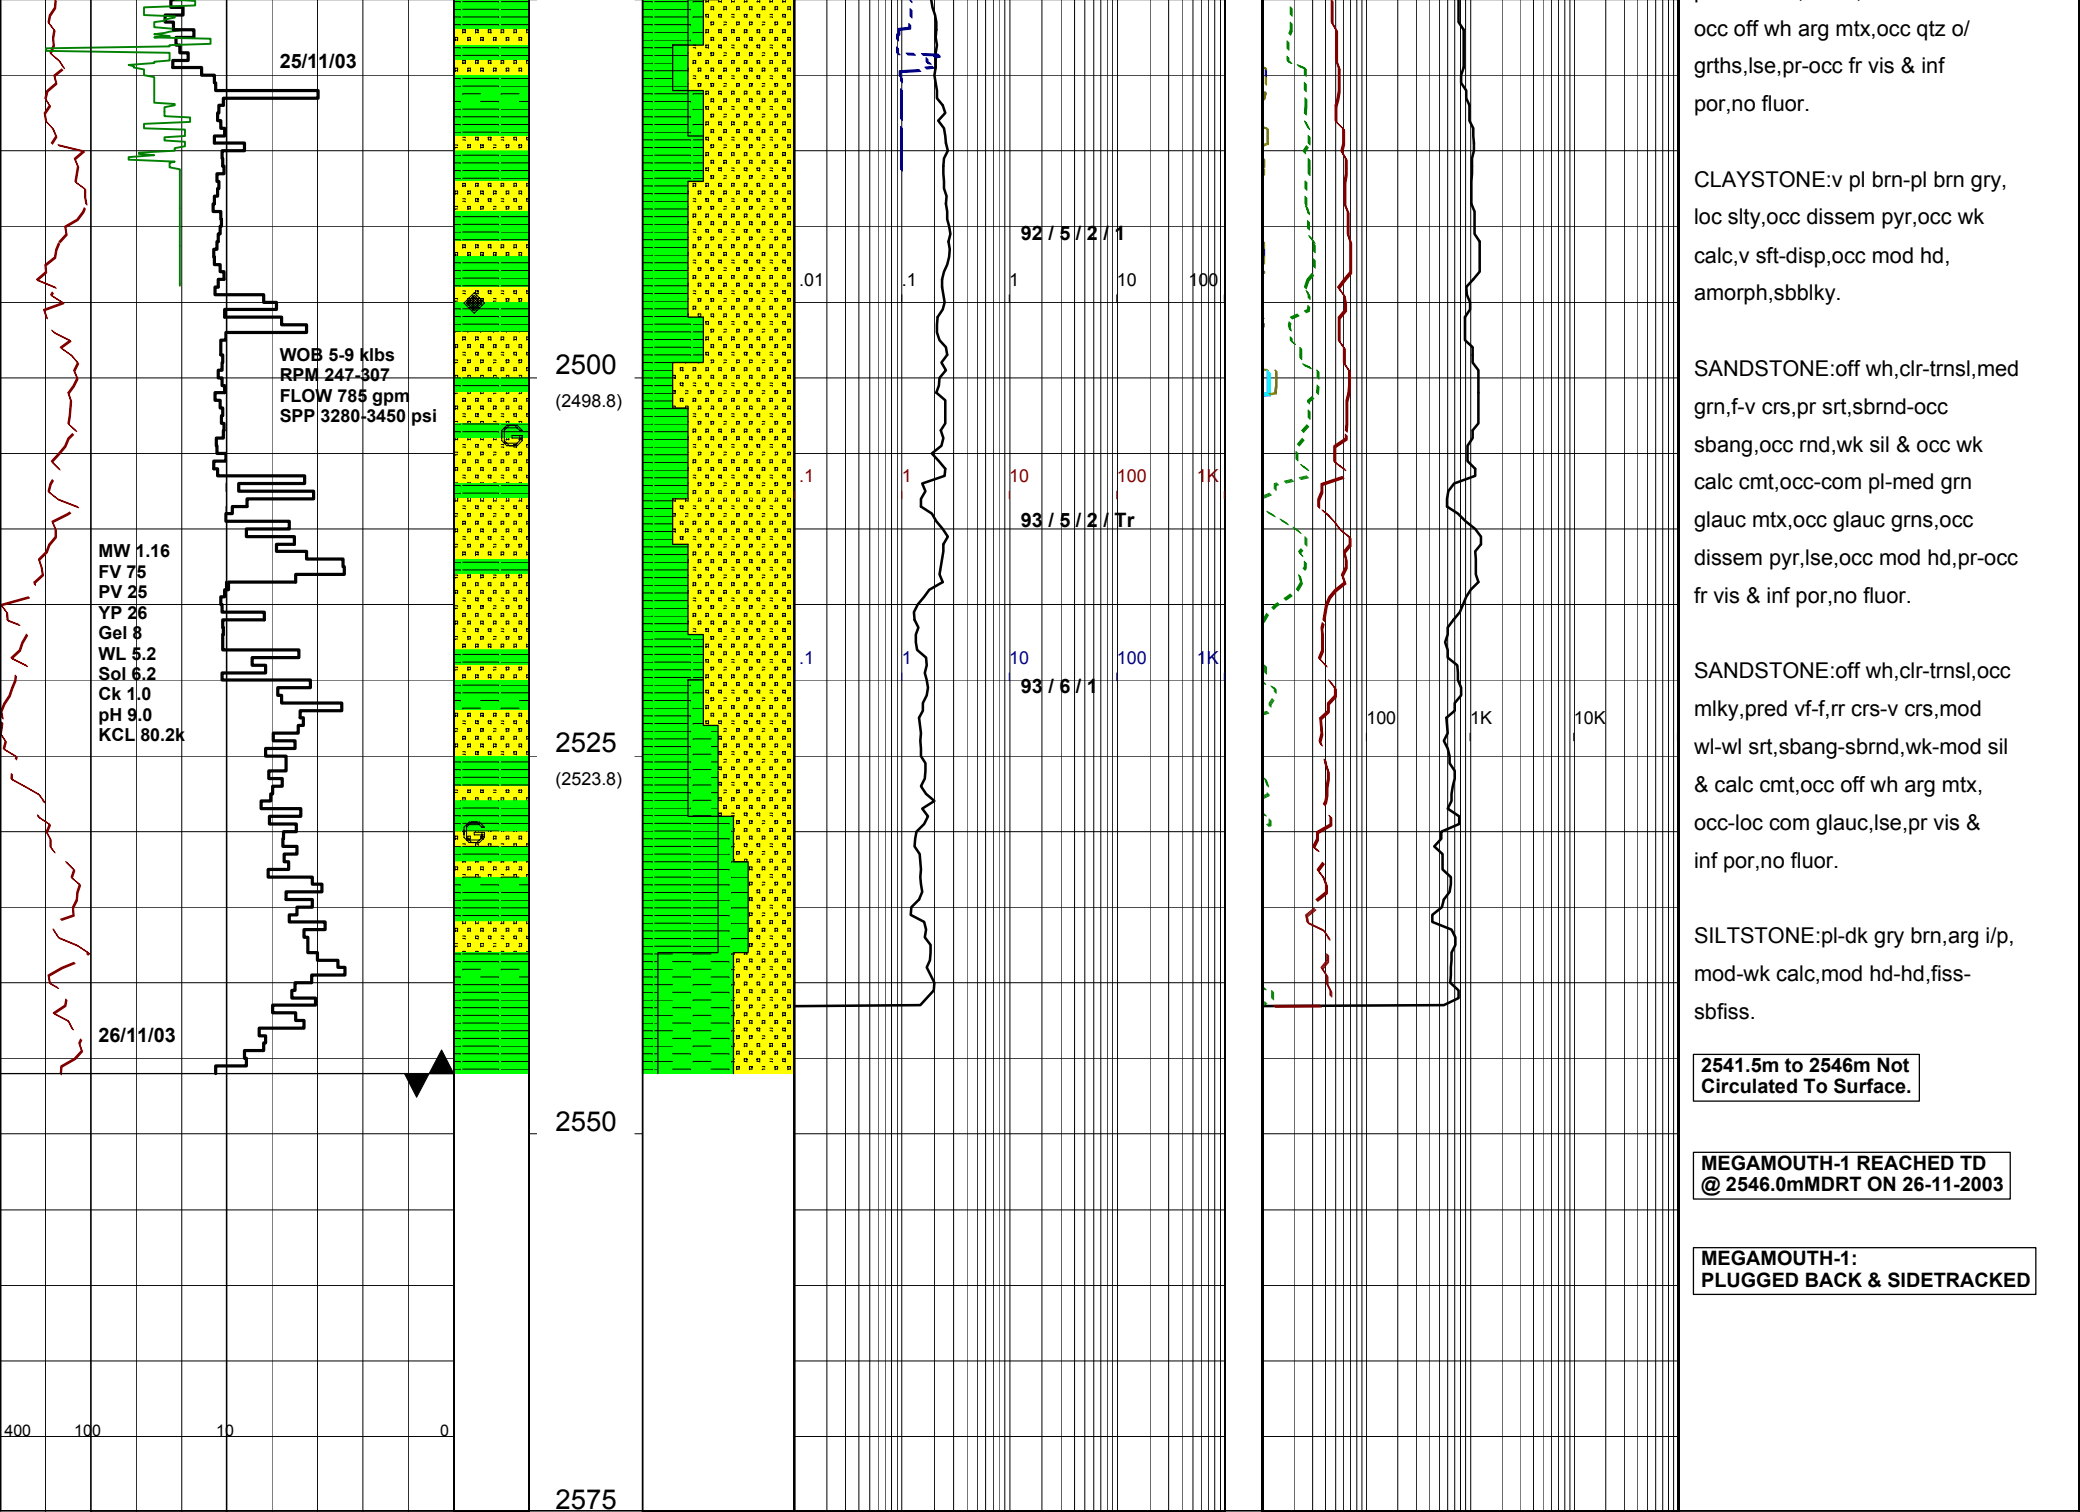 25/11/03
WOB 5-9 klbs
RPM 247-307
FLOW 785 gpm
SPP 3280-3450 psi
MW 1.16
FV 75
PV 25
YP 26
Gel 8
WL 5.2
Sol 6.2
Ck 1.0
pH 9.0
KCL 80.2k
26/11/03
400 100 10 0
G
G
2500
(2498.8)
2525
(2523.8)
2550
2575
92 / 5 / 2 / 1
.01 .1 1 10 100
.1 1 10 100 1K
93 / 5 / 2 / Tr
.1 1 10 100 1K
93 / 6 / 1
100 1K 10K
occ off wh arg mtx,occ qtz o/
grths,lse,pr-occ fr vis & inf
por,no fluor.
CLAYSTONE:v pl brn-pl brn gry,
loc slty,occ dissem pyr,occ wk
calc,v sft-disp,occ mod hd,
amorph,sbblky.
SANDSTONE:off wh,clr-trnsl,med
grn,f-v crs,pr srt,sbrnd-occ
sbang,occ rnd,wk sil & occ wk
calc cmt,occ-com pl-med grn
glauc mtx,occ glauc grns,occ
dissem pyr,lse,occ mod hd,pr-occ
fr vis & inf por,no fluor.
SANDSTONE:off wh,clr-trnsl,occ
mlky,pred vf-f,rr crs-v crs,mod
wl-wl srt,sbang-sbrnd,wk-mod sil
& calc cmt,occ off wh arg mtx,
occ-loc com glauc,lse,pr vis &
inf por,no fluor.
SILTSTONE:pl-dk gry brn,arg i/p,
mod-wk calc,mod hd-hd,fiss-
sbfiss.
2541.5m to 2546m Not
Circulated To Surface.
MEGAMOUTH-1 REACHED TD
@ 2546.0mMDRT ON 26-11-2003
MEGAMOUTH-1:
PLUGGED BACK & SIDETRACKED